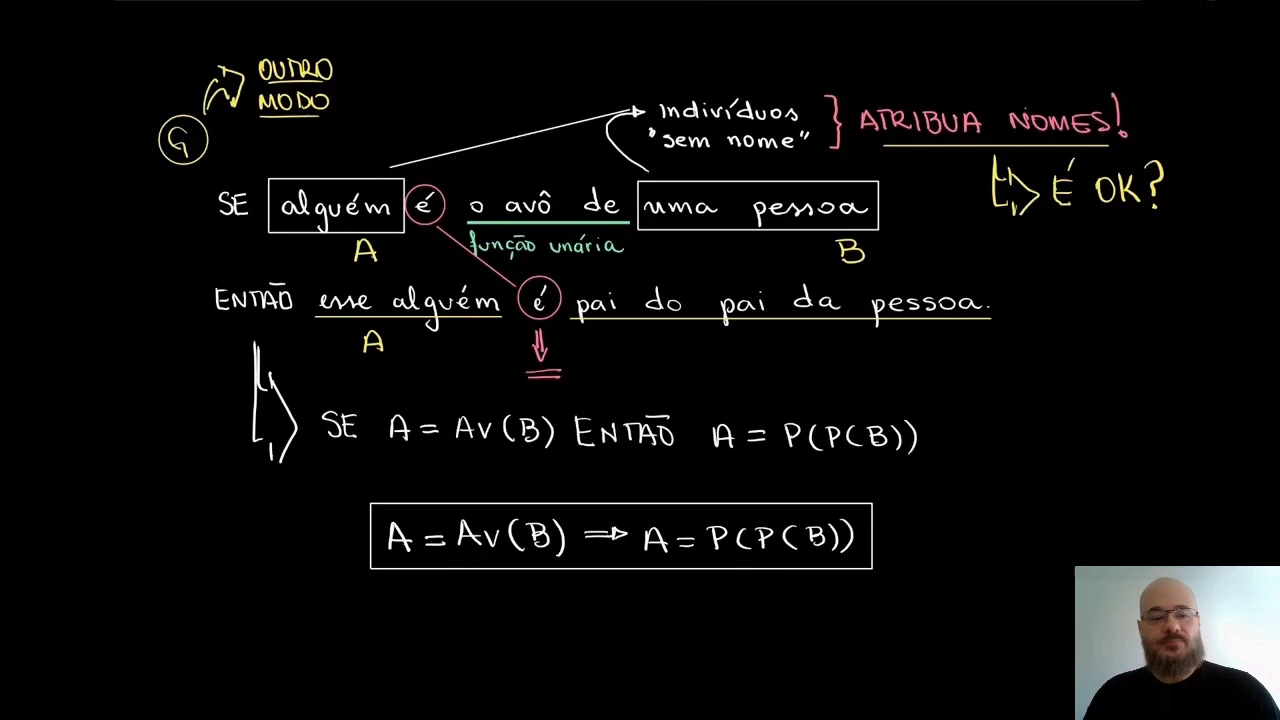 G
OUTRO
MODO
indivíduos
"sem nome"
ATRIBUA NOMES!
É OK?
SE alguém é o avô de uma pessoa
A função unária B
ENTÃO esse alguém é pai do pai da pessoa.
A
SE A = AV(B) ENTÃO A = P(P(B))
A = AV(B) ⇒ A = P(P(B))